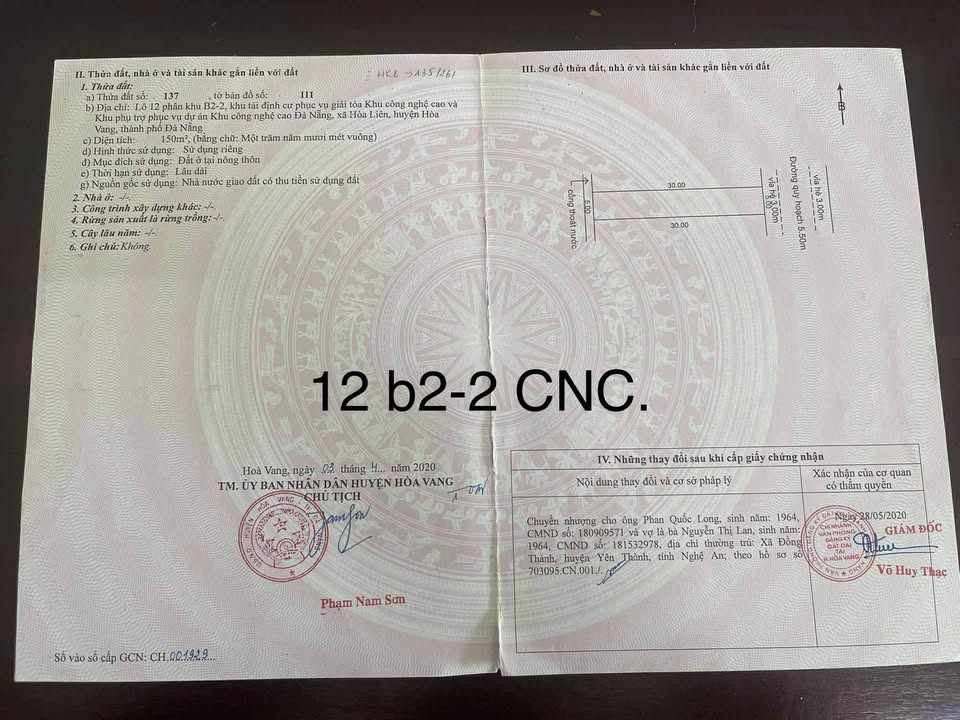 II. Thửa đất, nhà ở và tài sản khác gắn liền với đất
1. Thửa đất:
a) Thửa đất số: 137 , tờ bản đồ số: 111
b) Địa chỉ: Lô 12 phân khu B2-2, khu tái định cư phục vụ giải tỏa Khu công nghệ cao và
Khu phụ trợ phục vụ dự án Khu công nghệ cao Đà Nẵng, xã Hòa Liên, huyện Hòa
Vang, thành phố Đà Nẵng
c) Diện tích: 150m², (bằng chữ: Một trăm năm mươi mét vuông)
d) Hình thức sử dụng: Sử dụng riêng
đ) Mục đích sử dụng: Đất ở tại nông thôn
e) Thời hạn sử dụng: Lâu dài
g) Nguồn gốc sử dụng: Nhà nước giao đất có thu tiền sử dụng đất
2. Nhà ở: -/-
3. Công trình xây dựng khác: -/-
4. Rừng sản xuất là rừng trồng: -/-
5. Cây lâu năm: -/-
6. Ghi chú: Không.
Hoà Vang, ngày 03 tháng 4 năm 2020
TM. ỦY BAN NHÂN DÂN HUYỆN HÒA VANG
CHỦ TỊCH
Phạm Nam Sơn
Số vào sổ cấp GCN: CH 001929
III. Sơ đồ thửa đất, nhà ở và tài sản khác gắn liền với đất
B
30.00
30.00
5.00
5.00
cống thoát nước
vỉa hè 3.00m
Đường quy hoạch 5.50m
vỉa hè 3.00m
12 b2-2 CNC.
IV. Những thay đổi sau khi cấp giấy chứng nhận
Nội dung thay đổi và cơ sở pháp lý
Xác nhận của cơ quan
có thẩm quyền
Chuyển nhượng cho ông Phan Quốc Long, sinh năm: 1964,
CMND số: 180909571 và vợ là bà Nguyễn Thị Lan, sinh năm:
1964, CMND số: 181532978, địa chỉ thường trú: Xã Đồng
Thành, huyện Yên Thành, tỉnh Nghệ An; theo hồ sơ số
703095.CN.001./.
Ngày 28/05/2020
GIÁM ĐỐC
CHI NHÁNH
VĂN PHÒNG
ĐĂNG KÝ
ĐẤT ĐAI
TẠI
H.HÒA VANG
Võ Huy Thạc